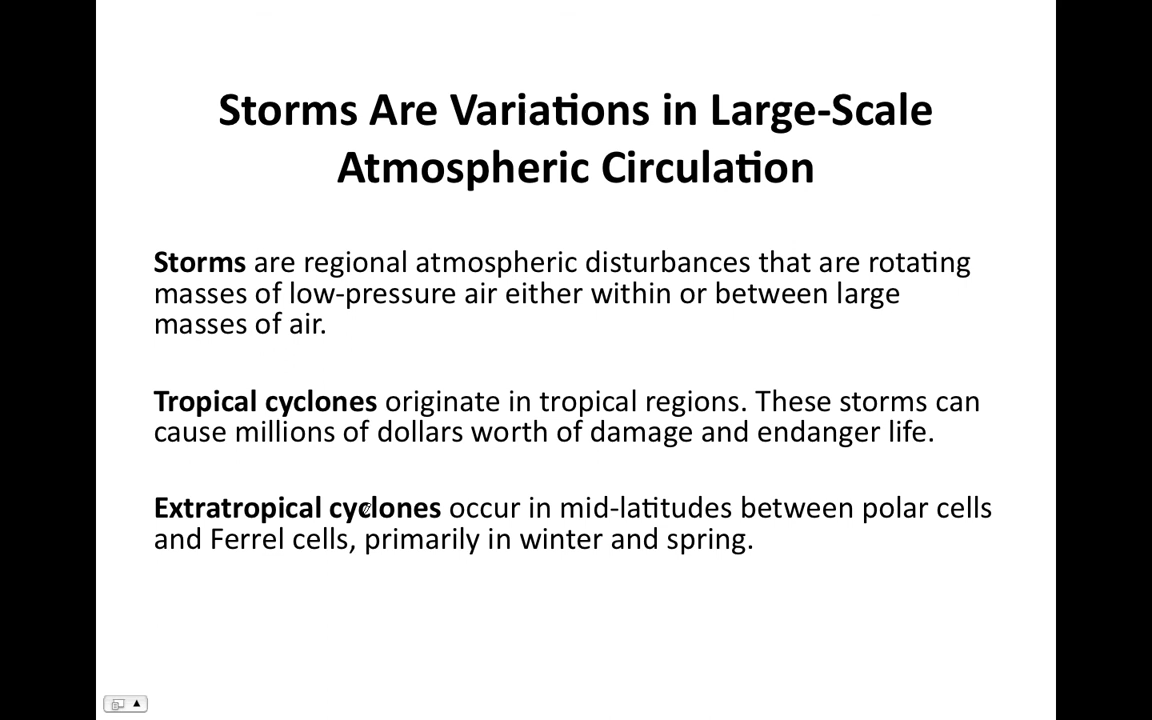 Storms Are Variations in Large-Scale
Atmospheric Circulation
Storms are regional atmospheric disturbances that are rotating
masses of low-pressure air either within or between large
masses of air.
Tropical cyclones originate in tropical regions. These storms can
cause millions of dollars worth of damage and endanger life.
Extratropical cyclones occur in mid-latitudes between polar cells
and Ferrel cells, primarily in winter and spring.